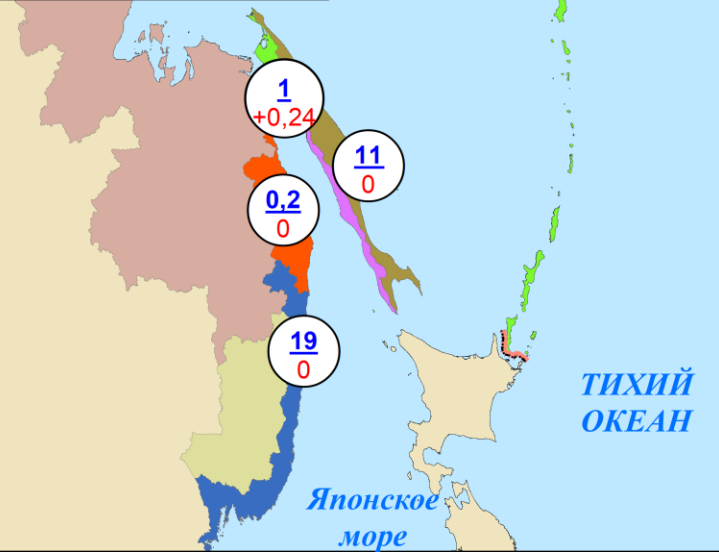 1
+0,24
11
0
0,2
0
19
0
ТИХИЙ
ОКЕАН
Японское
море